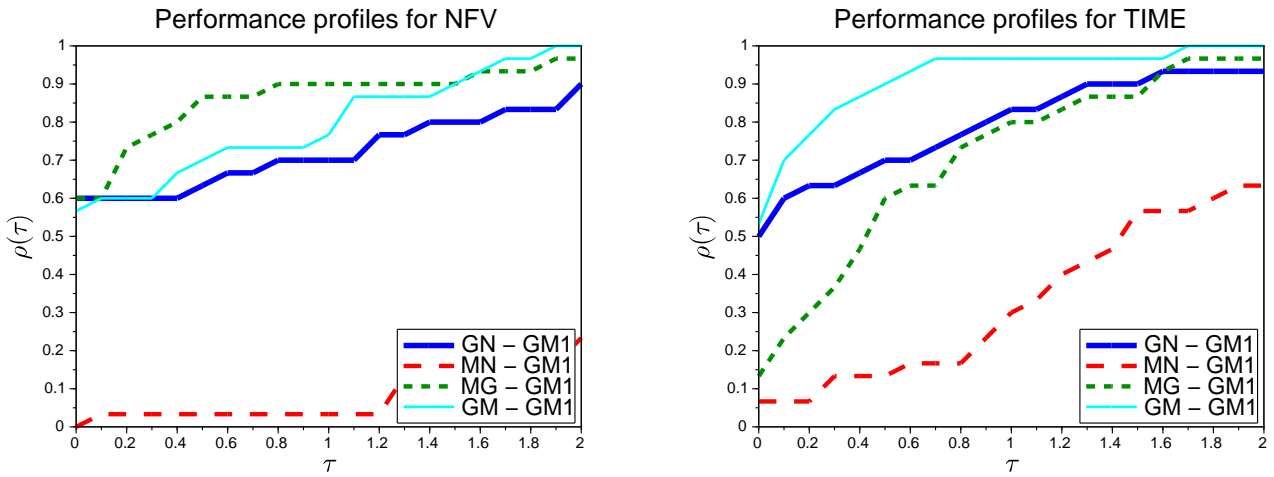 Performance profiles for NFV
1
0.9
0.8
0.7
0.6
0.5
0.4
0.3
0.2
0.1
0
ρ(τ)
0 0.2 0.4 0.6 0.8 1 1.2 1.4 1.6 1.8 2
τ
GN – GM1
MN – GM1
MG – GM1
GM – GM1
Performance profiles for TIME
1
0.9
0.8
0.7
0.6
0.5
0.4
0.3
0.2
0.1
0
ρ(τ)
0 0.2 0.4 0.6 0.8 1 1.2 1.4 1.6 1.8 2
τ
GN – GM1
MN – GM1
MG – GM1
GM – GM1